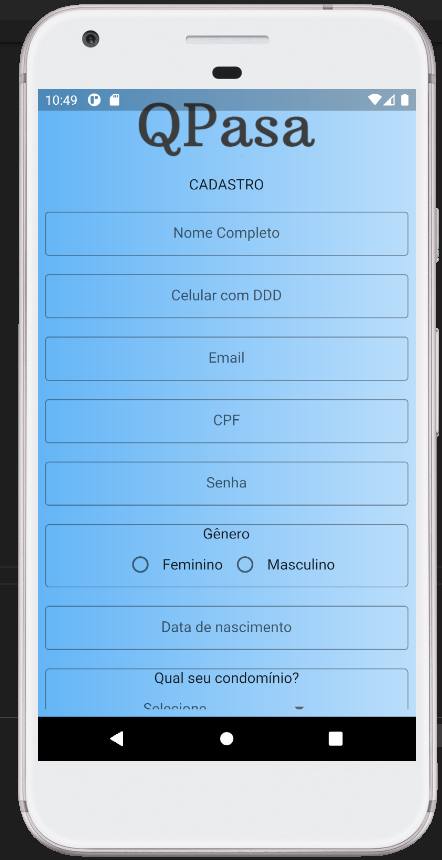 10:49
QPasa
CADASTRO
Nome Completo
Celular com DDD
Email
CPF
Senha
Gênero
Feminino Masculino
Data de nascimento
Qual seu condomínio?
Selecione